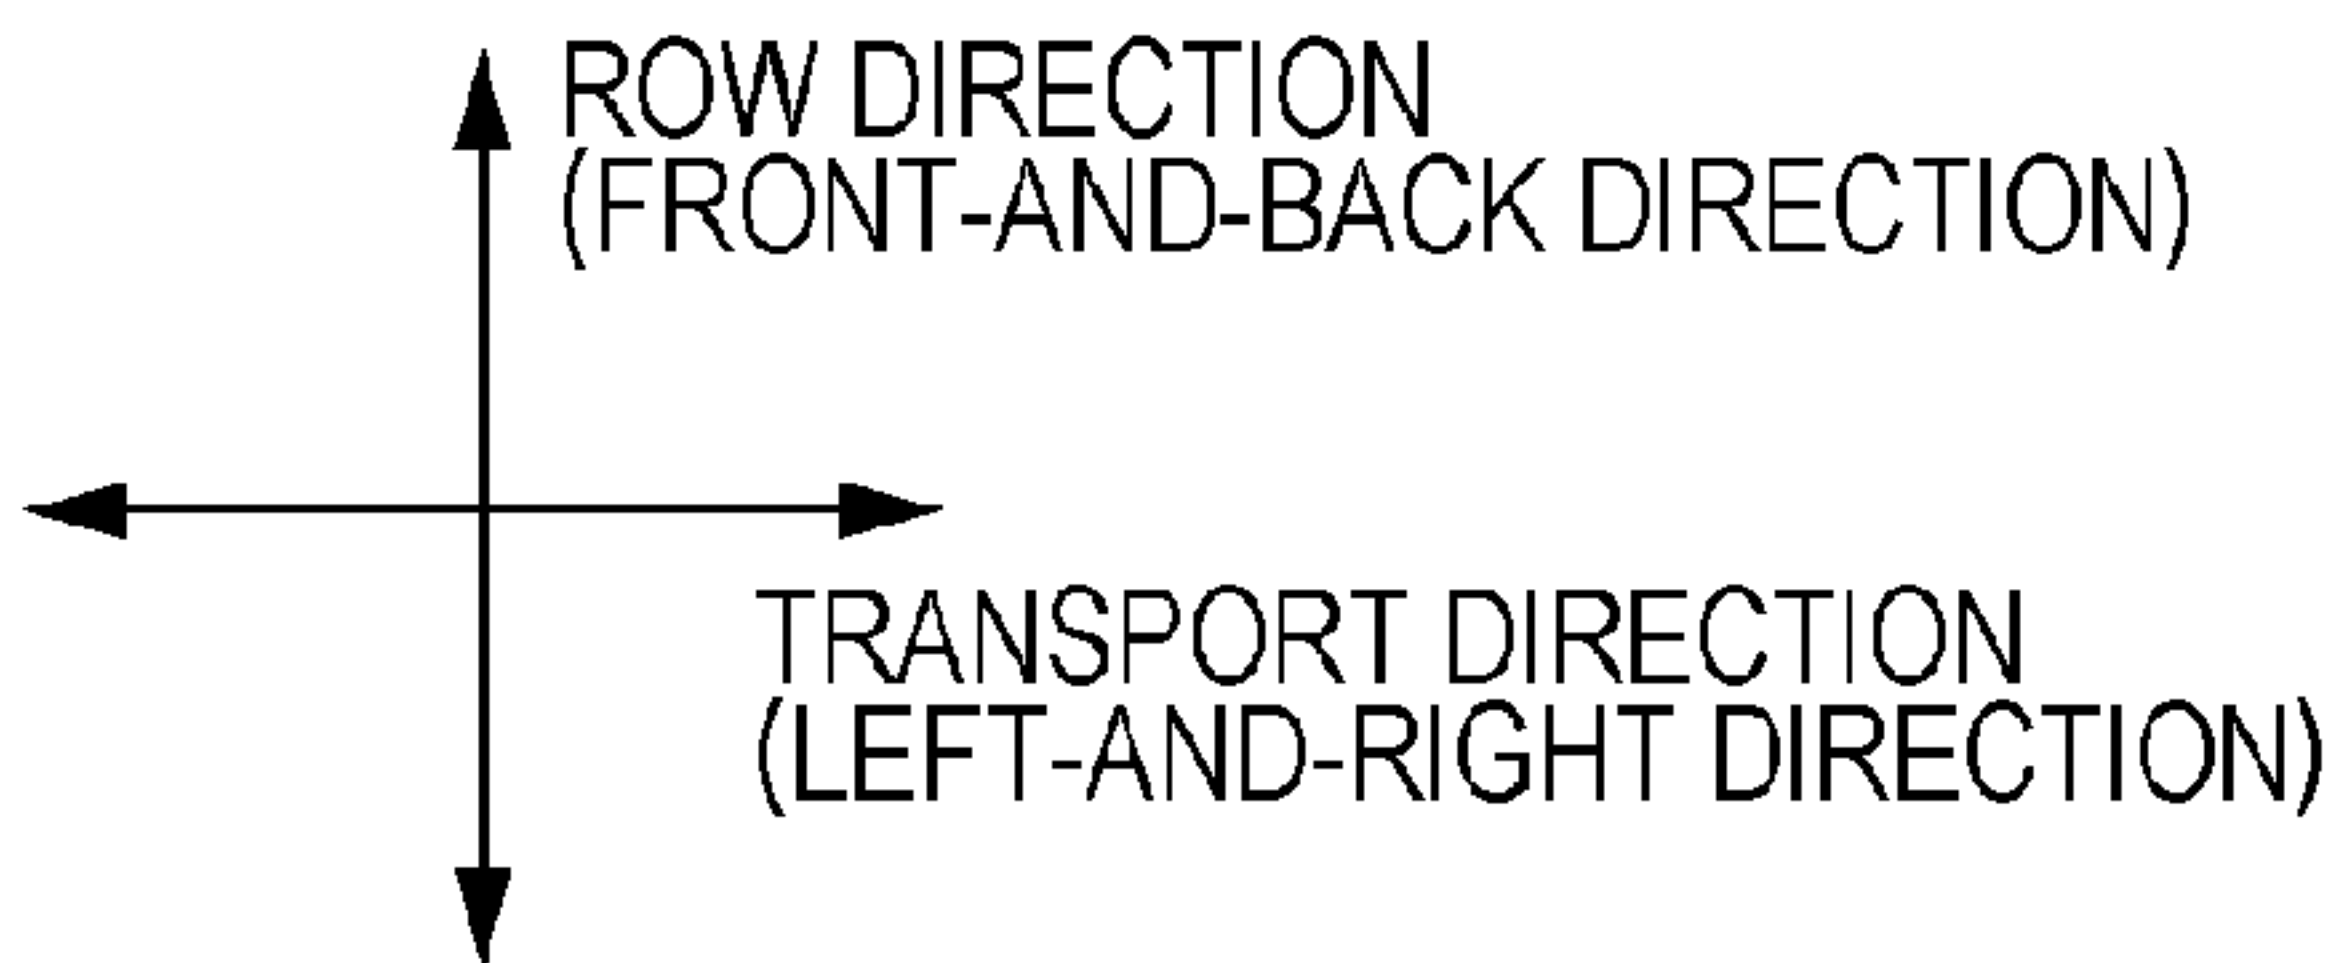 ROW DIRECTION
(FRONT-AND-BACK DIRECTION)
TRANSPORT DIRECTION
(LEFT-AND-RIGHT DIRECTION)